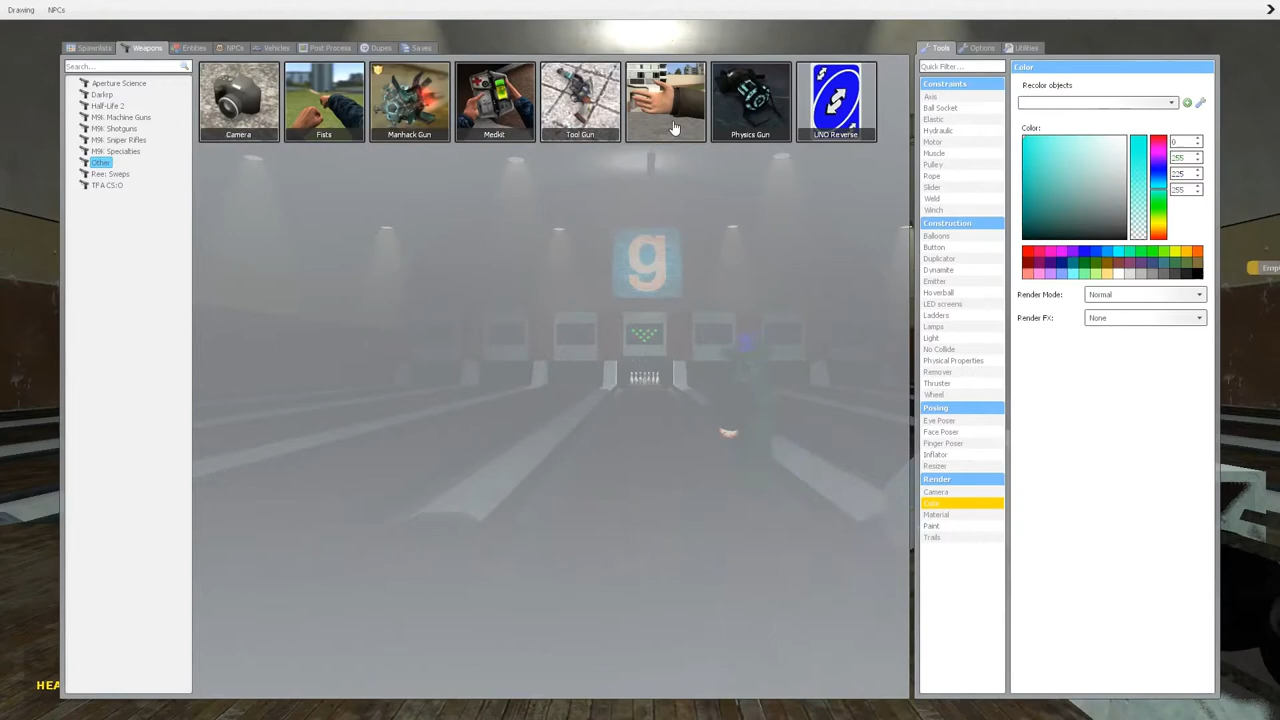 Drawing NPCs
Spawnlists Weapons Entities NPCs Vehicles Post Process Dupes Saves
Search...
Aperture Science
Darkrp
Half-Life 2
M9K Machine Guns
M9K Shotguns
M9K Sniper Rifles
M9K Specialties
Other
Ree: Sweps
TFA CS:O
Camera Fists Manhack Gun Medkit Tool Gun Physics Gun UNO Reverse
g
HEA
Tools Options Utilities
Quick Filter...
Constraints
Axis
Ball Socket
Elastic
Hydraulic
Motor
Muscle
Pulley
Rope
Slider
Weld
Winch
Construction
Balloons
Button
Duplicator
Dynamite
Emitter
Hoverball
LED screens
Ladders
Lamps
Light
No Collide
Physical Properties
Remover
Thruster
Wheel
Posing
Eye Poser
Face Poser
Finger Poser
Inflator
Resizer
Render
Camera
Color
Material
Paint
Trails
Color
Recolor objects
Color:
0
255
225
255
Render Mode: Normal
Render FX: None